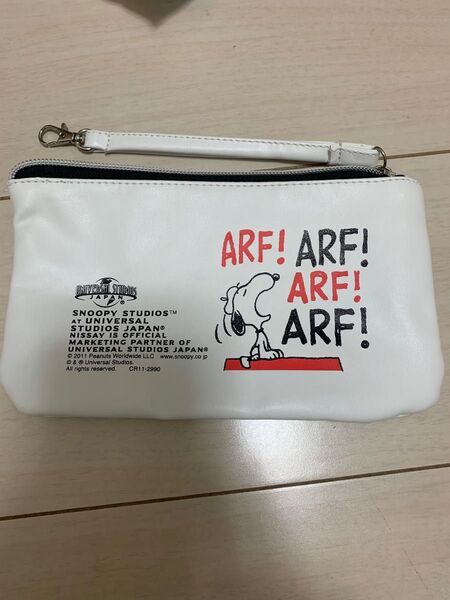 UNIVERSAL STUDIOS
JAPAN
SNOOPY STUDIOS™
AT UNIVERSAL
STUDIOS JAPAN®
NISSAY IS OFFICIAL
MARKETING PARTNER OF
UNIVERSAL STUDIOS JAPAN®
© 2011 Peanuts Worldwide LLC www.snoopy.co.jp
© & ® Universal Studios.
All rights reserved. CR11-2990
ARF! ARF!
ARF!
ARF!